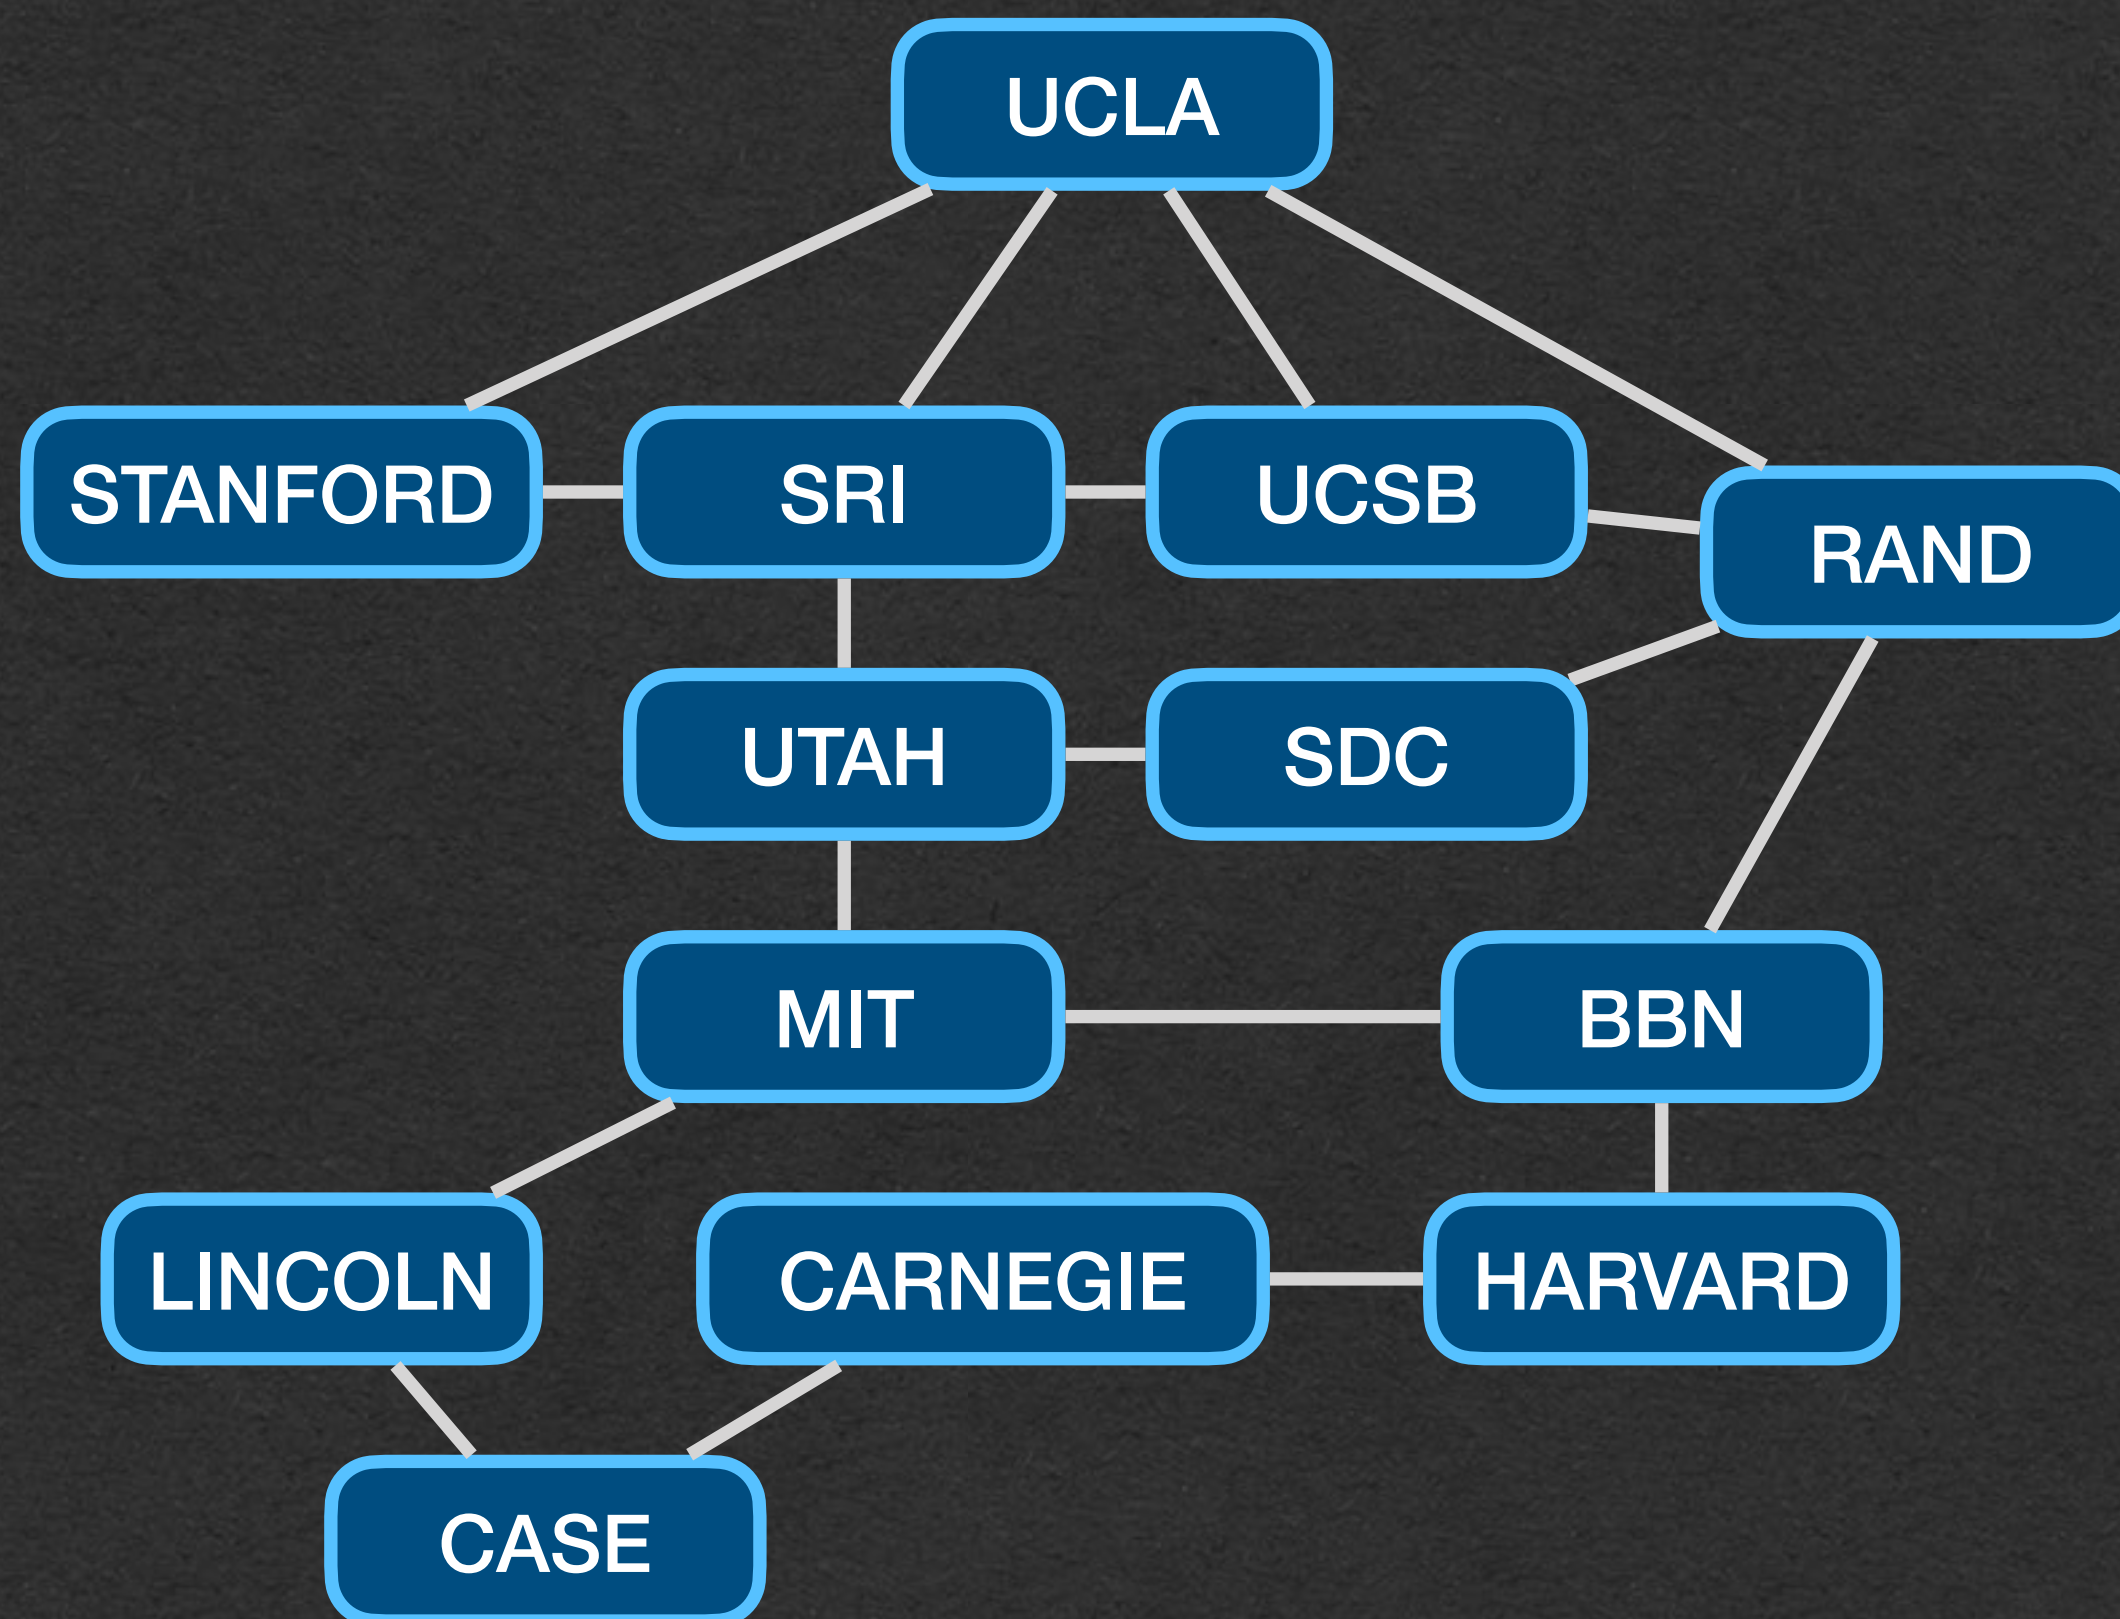 UCLA
STANFORD
SRI
UCSB
RAND
UTAH
SDC
MIT
BBN
LINCOLN
CARNEGIE
HARVARD
CASE